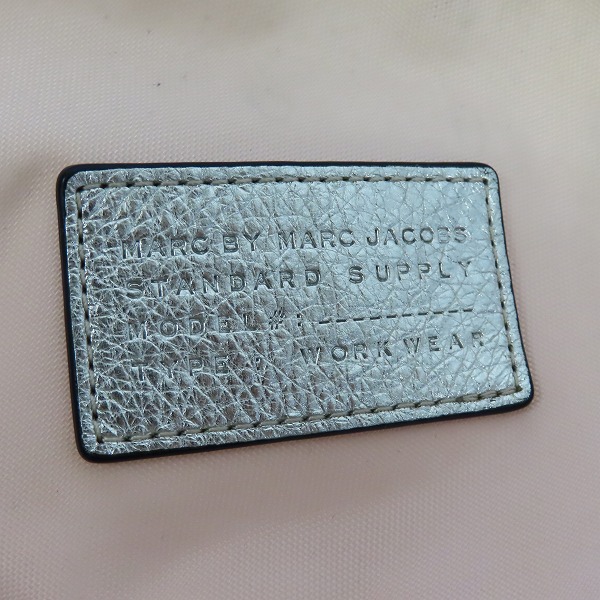 MARC BY MARC JACOBS
STANDARD SUPPLY
MODEL #: -----------
TYPE : WORKWEAR